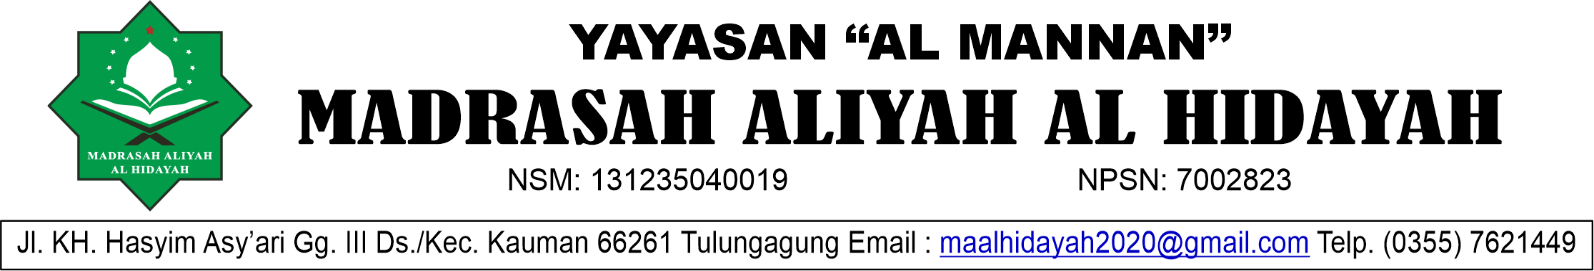 YAYASAN “AL MANNAN”
MADRASAH ALIYAH AL HIDAYAH
NSM: 131235040019 NPSN: 7002823
MADRASAH ALIYAH
AL HIDAYAH
Jl. KH. Hasyim Asy’ari Gg. III Ds./Kec. Kauman 66261 Tulungagung Email : maalhidayah2020@gmail.com Telp. (0355) 7621449